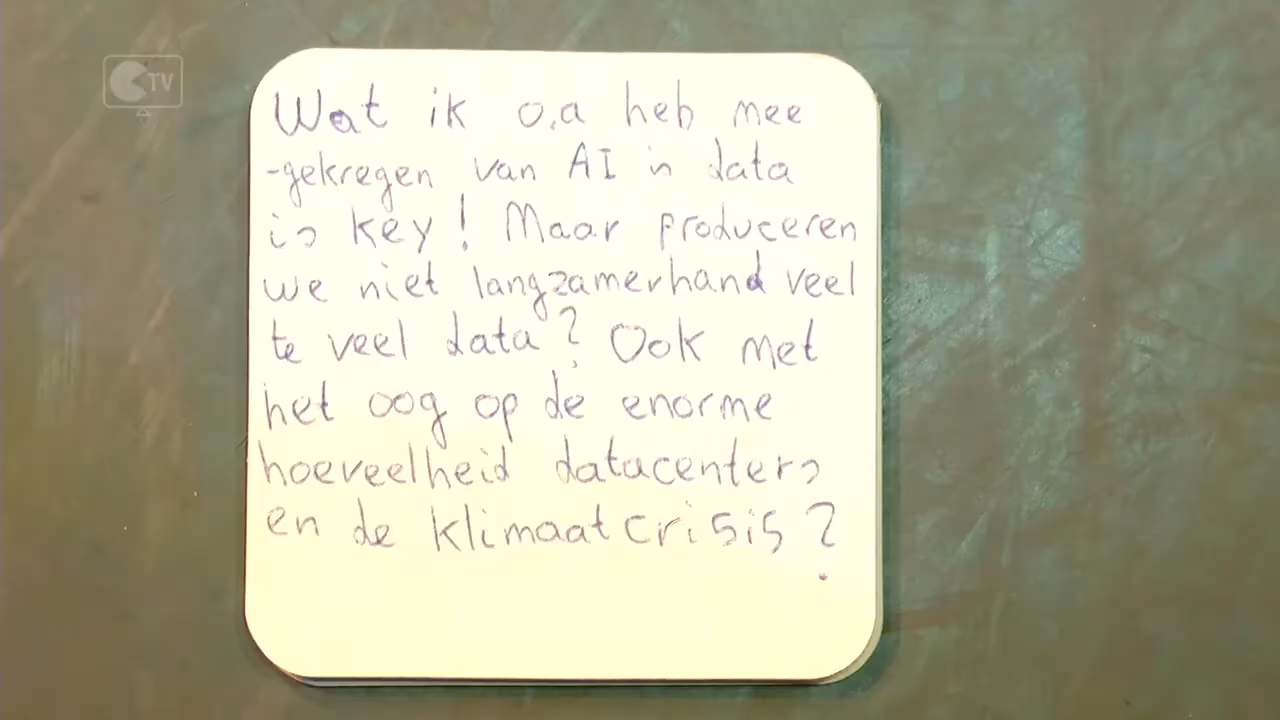 TV
Wat ik o.a heb mee
-gekregen van AI in data
is key! Maar produceren
we niet langzamerhand veel
te veel data? Ook met
het oog op de enorme
hoeveelheid datacenters
en de klimaatcrisis?